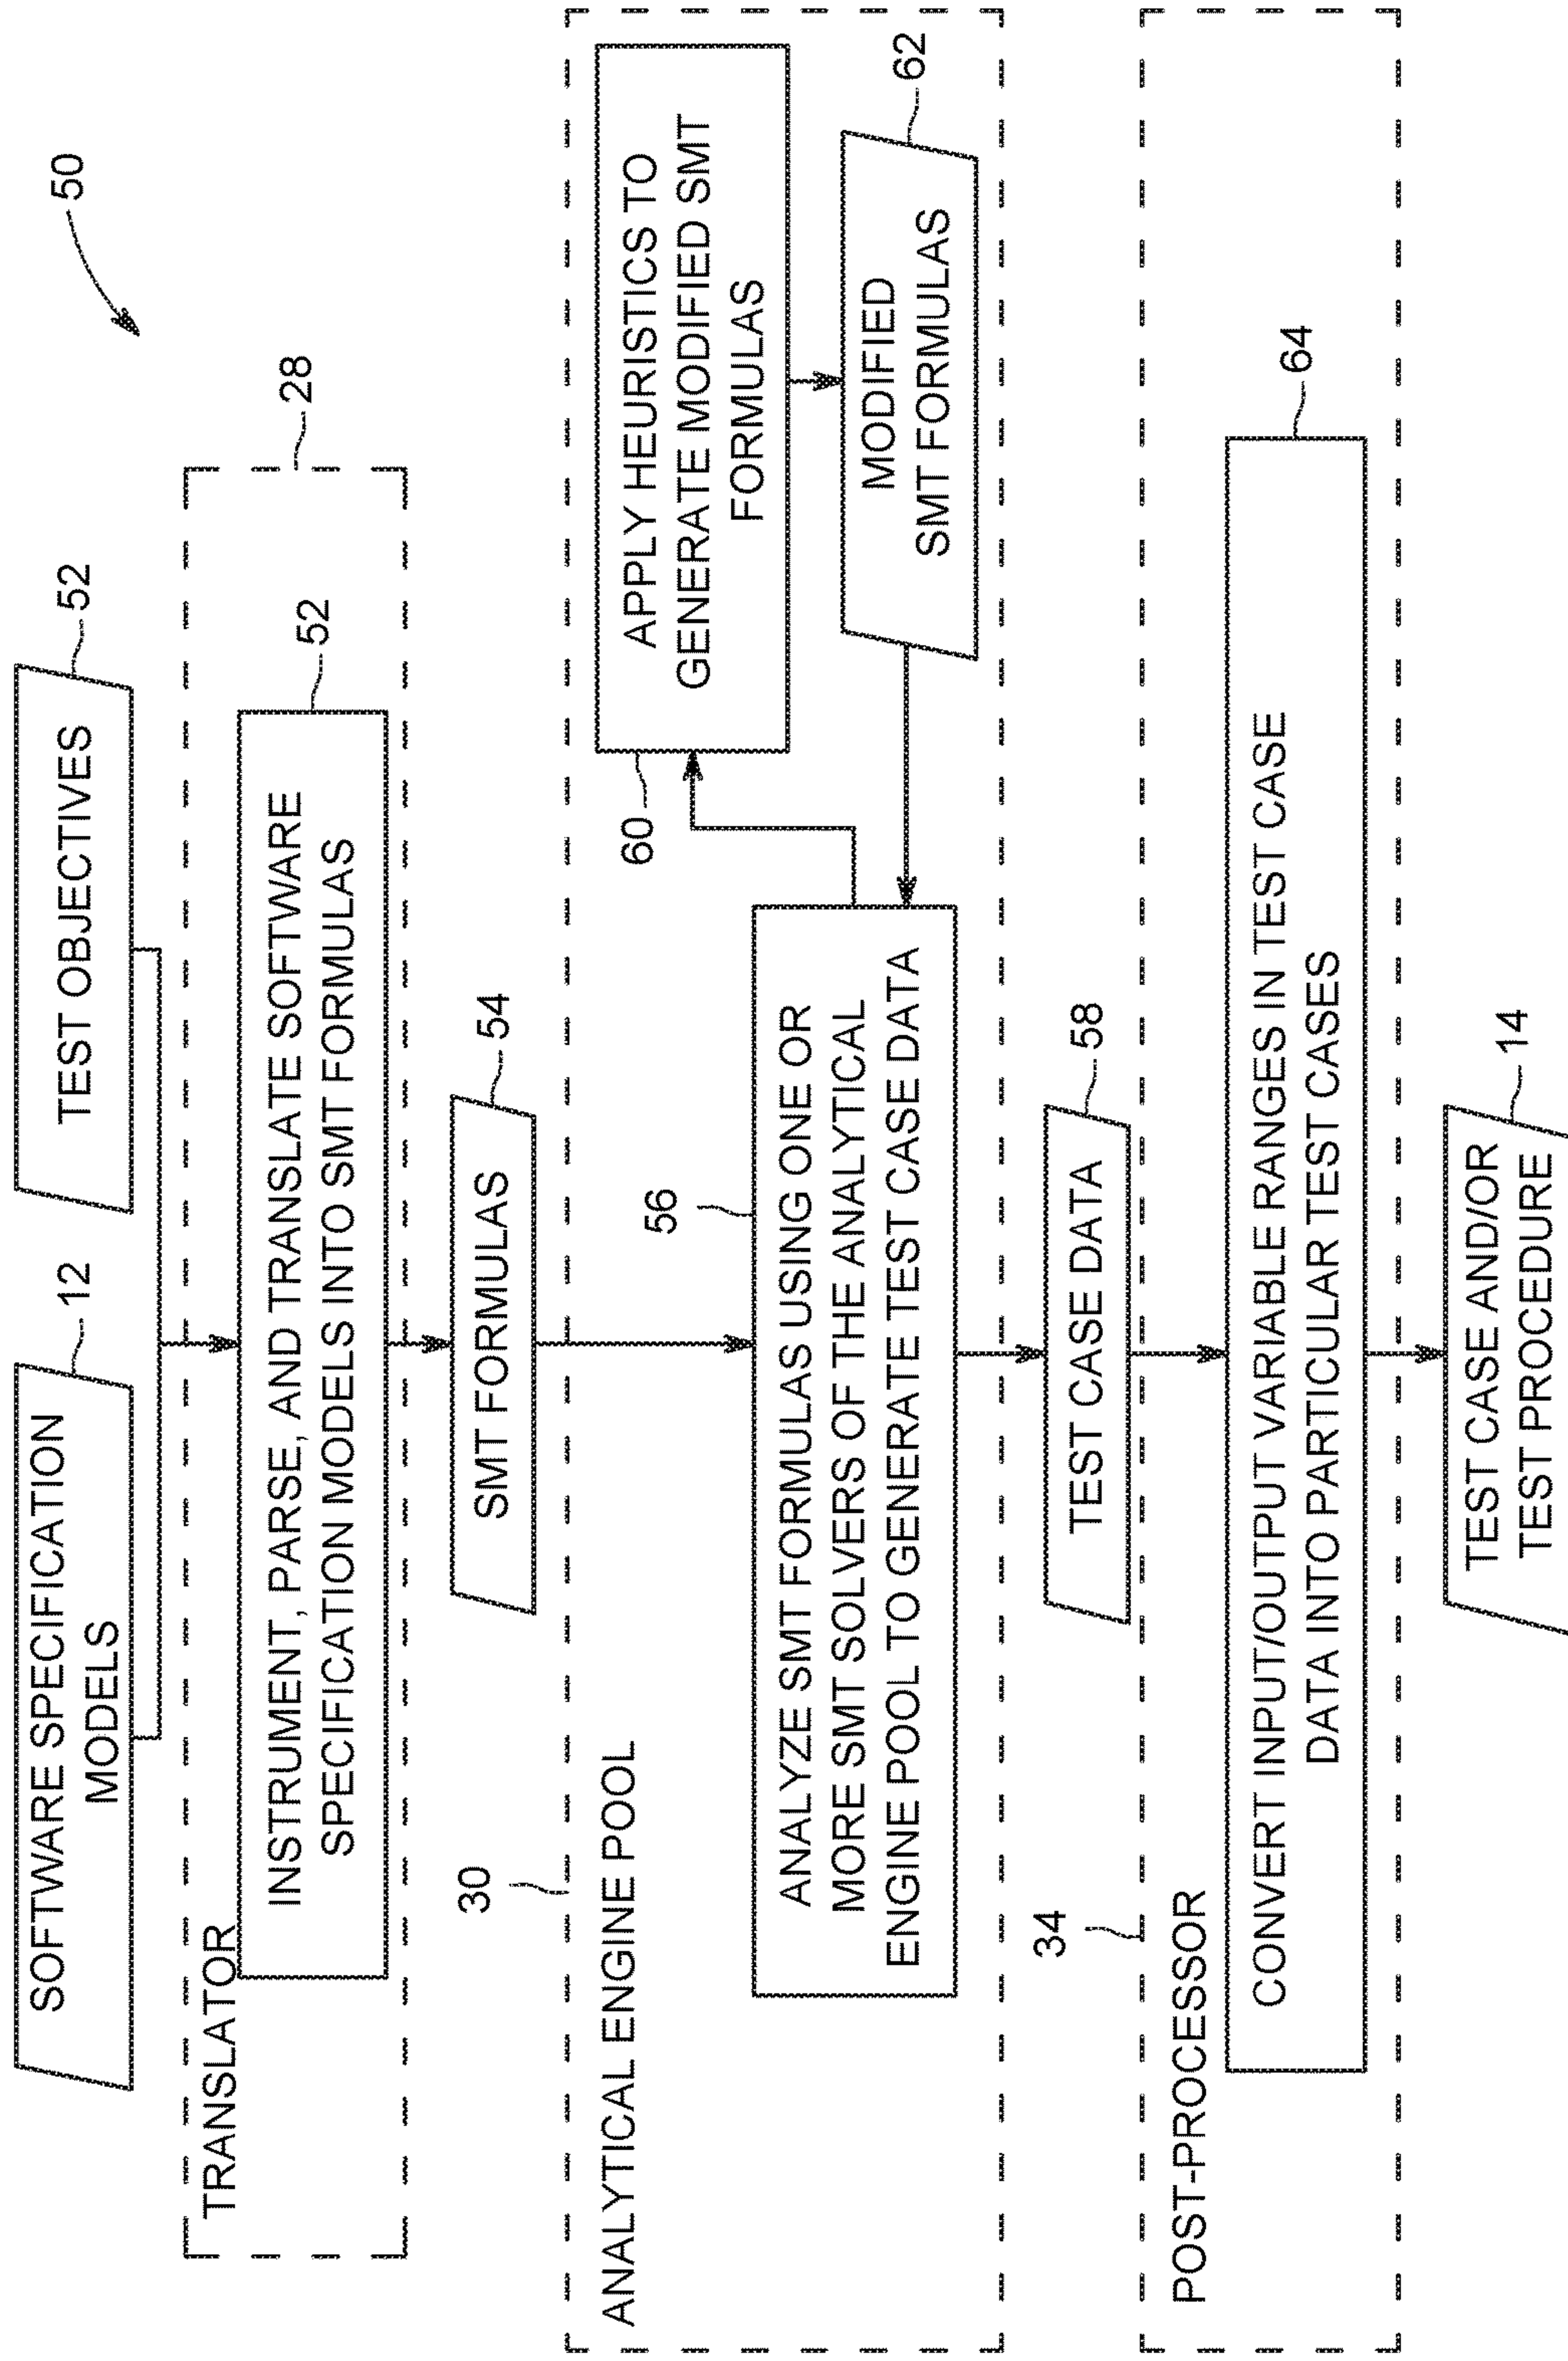 50
SOFTWARE SPECIFICATION
MODELS
12
TEST OBJECTIVES
52
TRANSLATOR
28
INSTRUMENT, PARSE, AND TRANSLATE SOFTWARE
SPECIFICATION MODELS INTO SMT FORMULAS
52
SMT FORMULAS
54
30
ANALYTICAL ENGINE POOL
56
ANALYZE SMT FORMULAS USING ONE OR
MORE SMT SOLVERS OF THE ANALYTICAL
ENGINE POOL TO GENERATE TEST CASE DATA
60
APPLY HEURISTICS TO
GENERATE MODIFIED SMT
FORMULAS
MODIFIED
SMT FORMULAS
62
TEST CASE DATA
58
34
POST-PROCESSOR
CONVERT INPUT/OUTPUT VARIABLE RANGES IN TEST CASE
DATA INTO PARTICULAR TEST CASES
64
TEST CASE AND/OR
TEST PROCEDURE
14